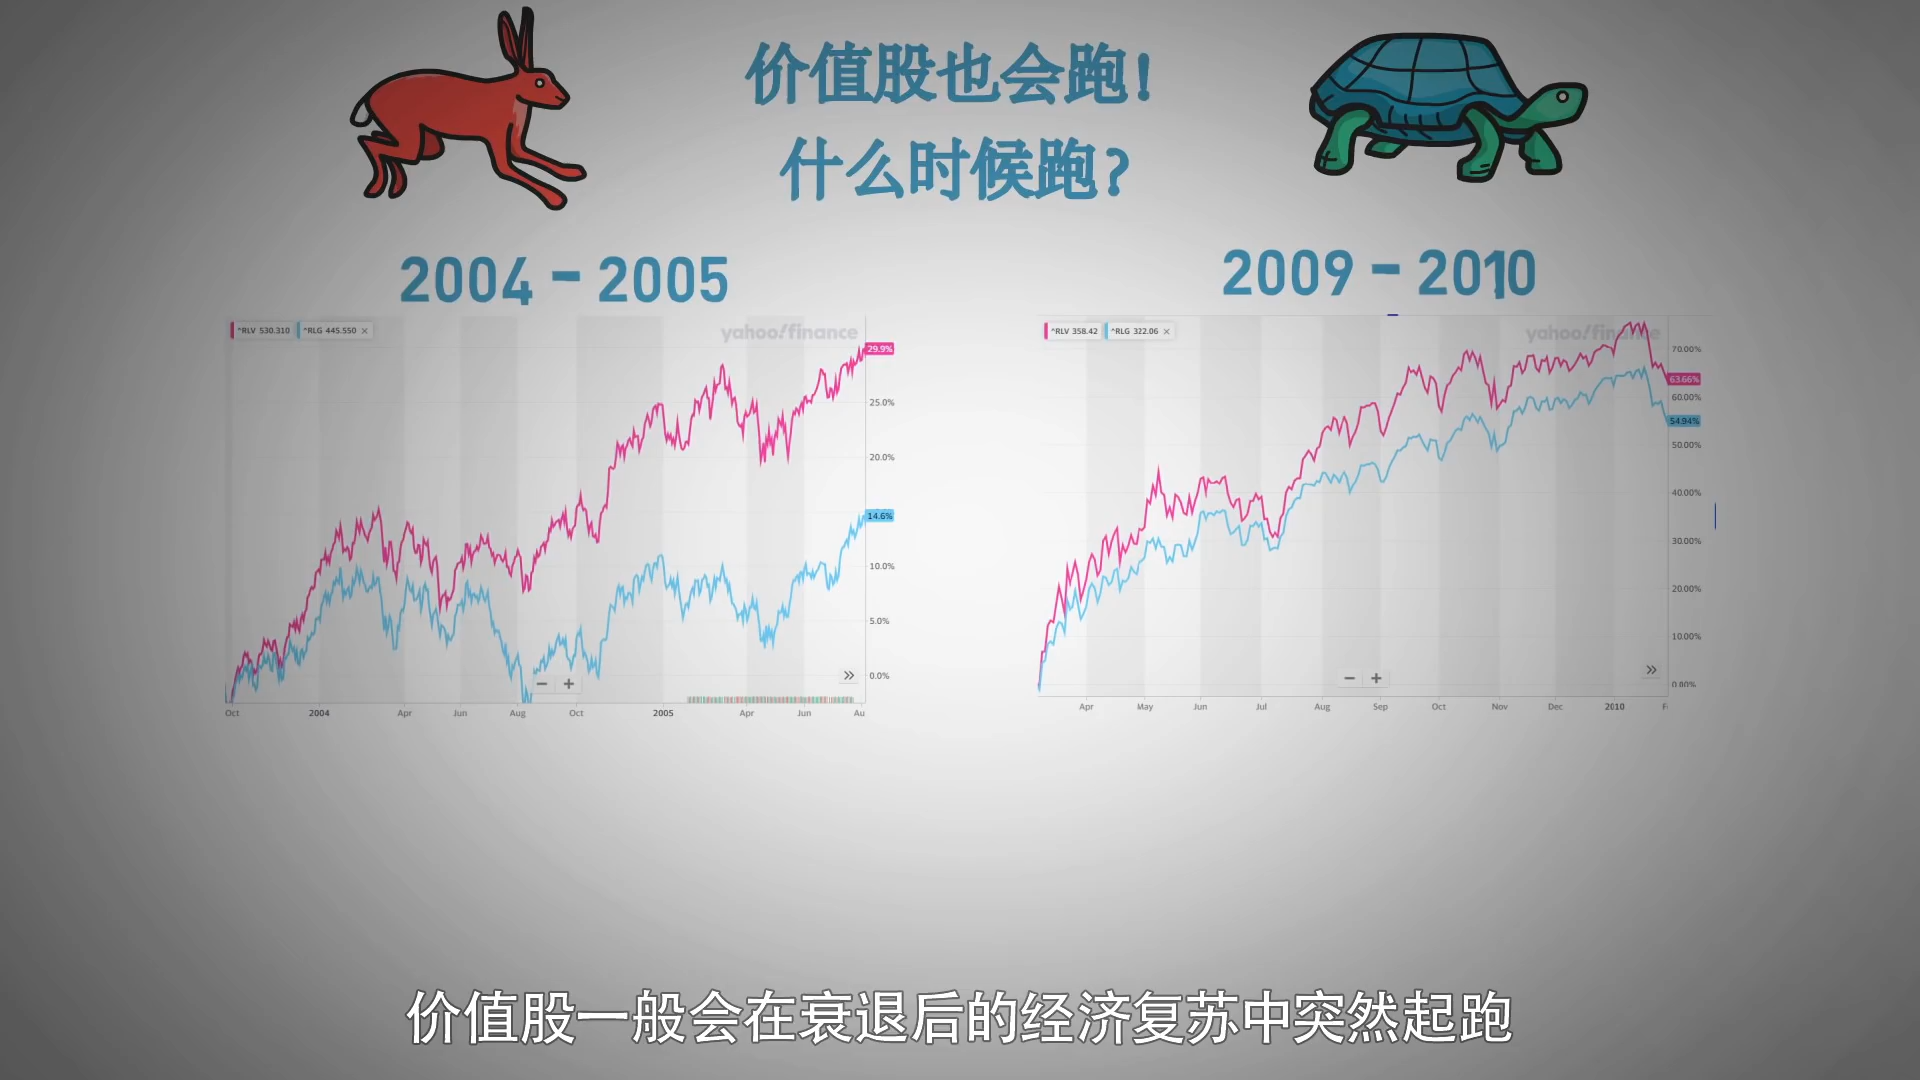 价值股也会跑!
什么时候跑?
2004 - 2005
2009 - 2010
^RLV 530.310 ^RLG 445.550 ×
yahoo!finance
29.9%
25.0%
20.0%
14.6%
10.0%
5.0%
0.0%
Oct 2004 Apr Jun Aug Oct 2005 Apr Jun Au
^RLV 358.42 ^RLG 322.06 ×
yahoo!finance
70.00%
63.66%
60.00%
54.94%
50.00%
40.00%
30.00%
20.00%
10.00%
0.00%
Apr May Jun Jul Aug Sep Oct Nov Dec 2010 F
价值股一般会在衰退后的经济复苏中突然起跑